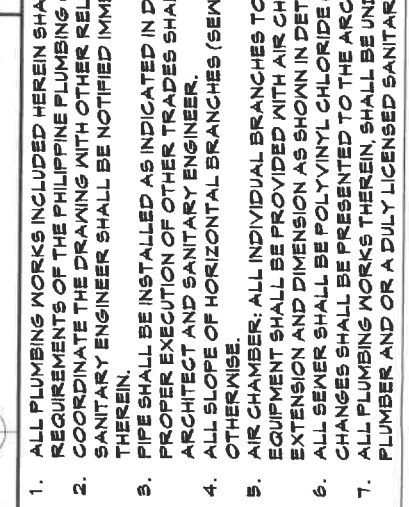 1. ALL PLUMBING WORKS INCLUDED HEREIN SHA
REQUIREMENTS OF THE PHILIPPINE PLUMBING
2. COORDINATE THE DRAWING WITH OTHER REL
SANITARY ENGINEER SHALL BE NOTIFIED IMME
THEREIN.
3. PIPE SHALL BE INSTALLED AS INDICATED IN D
PROPER EXECUTION OF OTHER TRADES SHAL
ARCHITECT AND SANITARY ENGINEER.
4. ALL SLOPE OF HORIZONTAL BRANCHES (SEW
OTHERWISE.
5. AIR CHAMBER: ALL INDIVIDUAL BRANCHES TO
EQUIPMENT SHALL BE PROVIDED WITH AIR CH
EXTENSION AND DIMENSION AS SHOWN IN DET
6. ALL SEWER SHALL BE POLYVINYL CHLORIDE
CHANGES SHALL BE PRESENTED TO THE ARC
7. ALL PLUMBING WORKS THEREIN, SHALL BE UND
PLUMBER AND OR A DULY LICENSED SANITAR